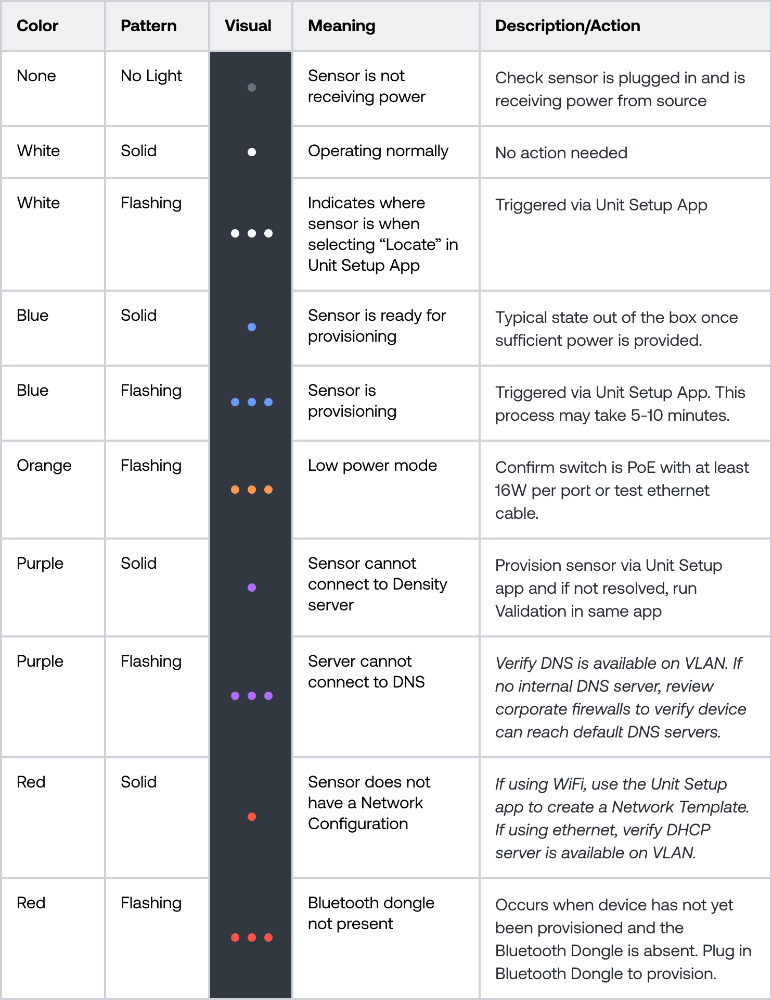 Color Pattern Visual Meaning Description/Action
None
No Light
Sensor is not
receiving power
Check sensor is plugged in and is
receiving power from source
White
Solid
Operating normally
No action needed
White
Flashing
Indicates where
sensor is when
selecting “Locate” in
Unit Setup App
Triggered via Unit Setup App
Blue
Solid
Sensor is ready for
provisioning
Typical state out of the box once
sufficient power is provided.
Blue
Flashing
Sensor is
provisioning
Triggered via Unit Setup App. This
process may take 5-10 minutes.
Orange
Flashing
Low power mode
Confirm switch is PoE with at least
16W per port or test ethernet
cable.
Purple
Solid
Sensor cannot
connect to Density
server
Provision sensor via Unit Setup
app and if not resolved, run
Validation in same app
Purple
Flashing
Server cannot
connect to DNS
Verify DNS is available on VLAN. If
no internal DNS server, review
corporate firewalls to verify device
can reach default DNS servers.
Red
Solid
Sensor does not
have a Network
Configuration
If using WiFi, use the Unit Setup
app to create a Network Template.
If using ethernet, verify DHCP
server is available on VLAN.
Red
Flashing
Bluetooth dongle
not present
Occurs when device has not yet
been provisioned and the
Bluetooth Dongle is absent. Plug in
Bluetooth Dongle to provision.